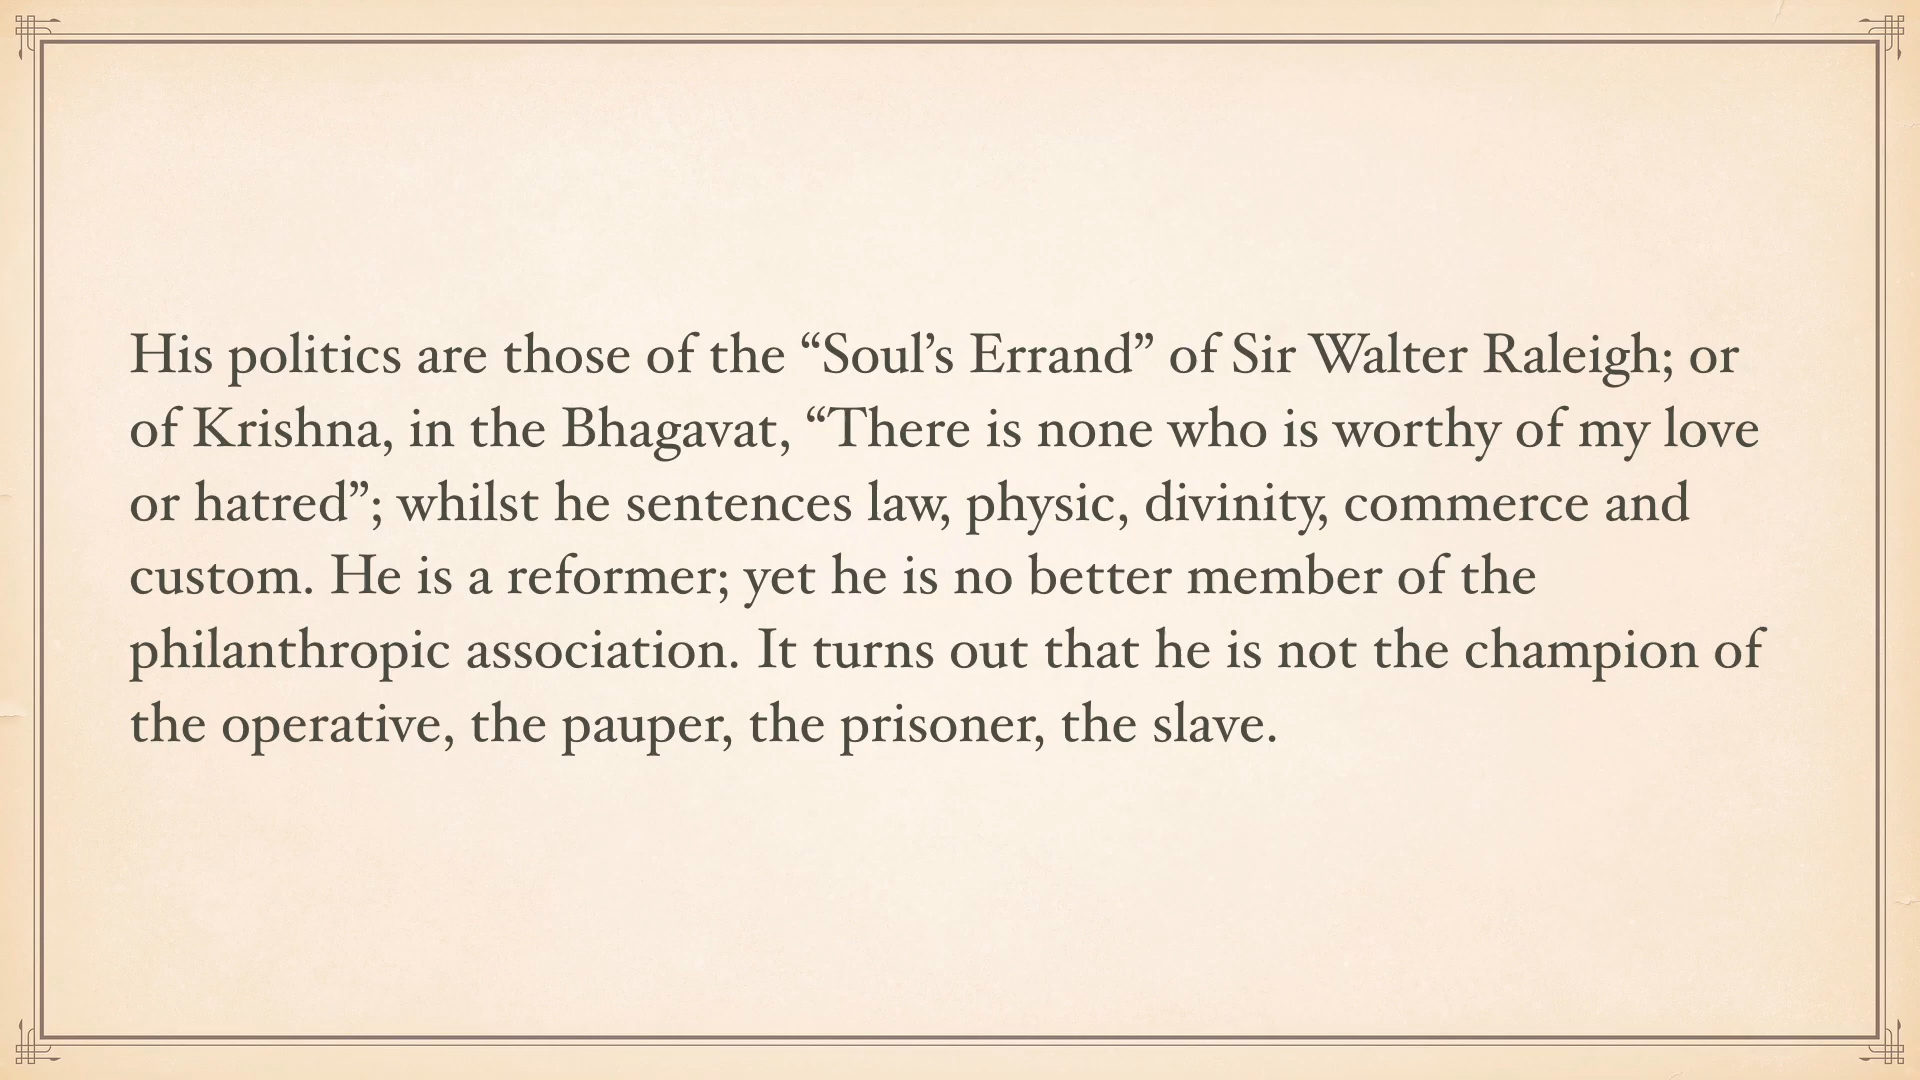 His politics are those of the “Soul’s Errand” of Sir Walter Raleigh; or
of Krishna, in the Bhagavat, “There is none who is worthy of my love
or hatred”; whilst he sentences law, physic, divinity, commerce and
custom. He is a reformer; yet he is no better member of the
philanthropic association. It turns out that he is not the champion of
the operative, the pauper, the prisoner, the slave.